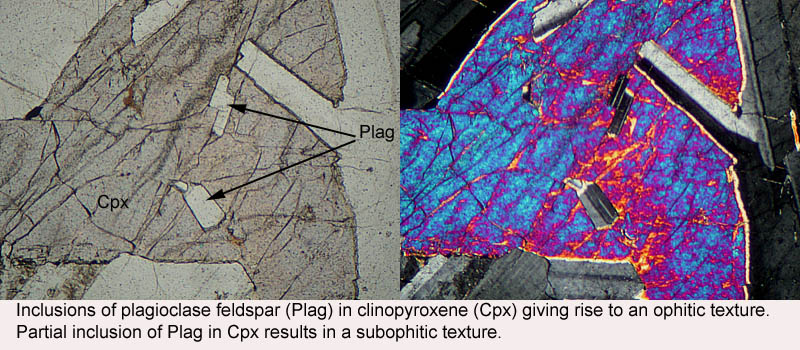 Plag
Cpx
Inclusions of plagioclase feldspar (Plag) in clinopyroxene (Cpx) giving rise to an ophitic texture.
Partial inclusion of Plag in Cpx results in a subophitic texture.